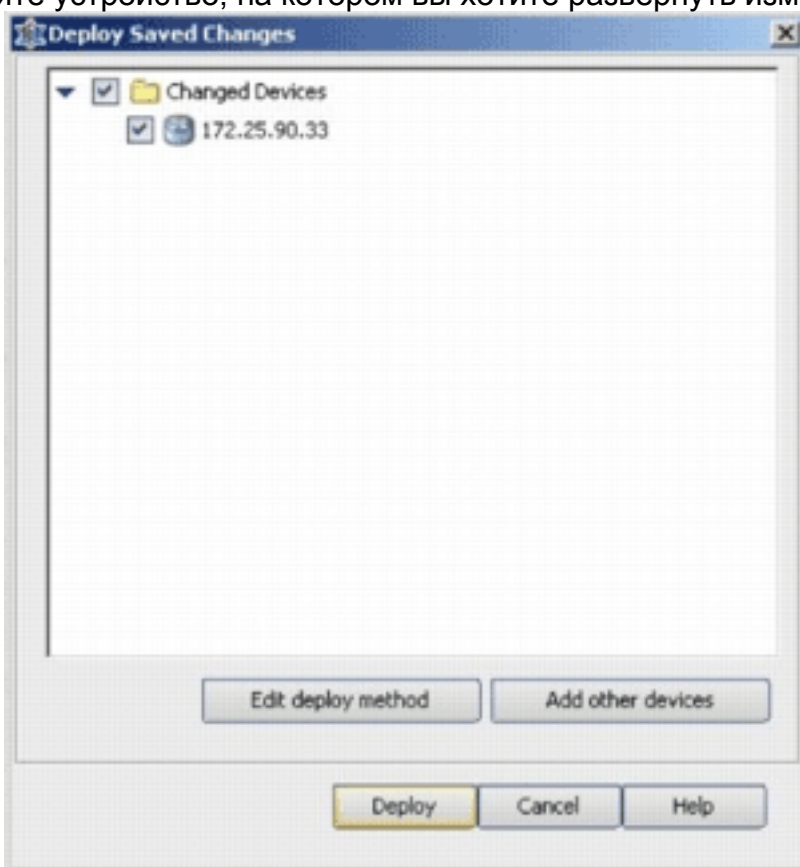 устройство, на котором вы хотите развернуть
Deploy Saved Changes
Changed Devices
172.25.90.33
Edit deploy method Add other devices
Deploy Cancel Help